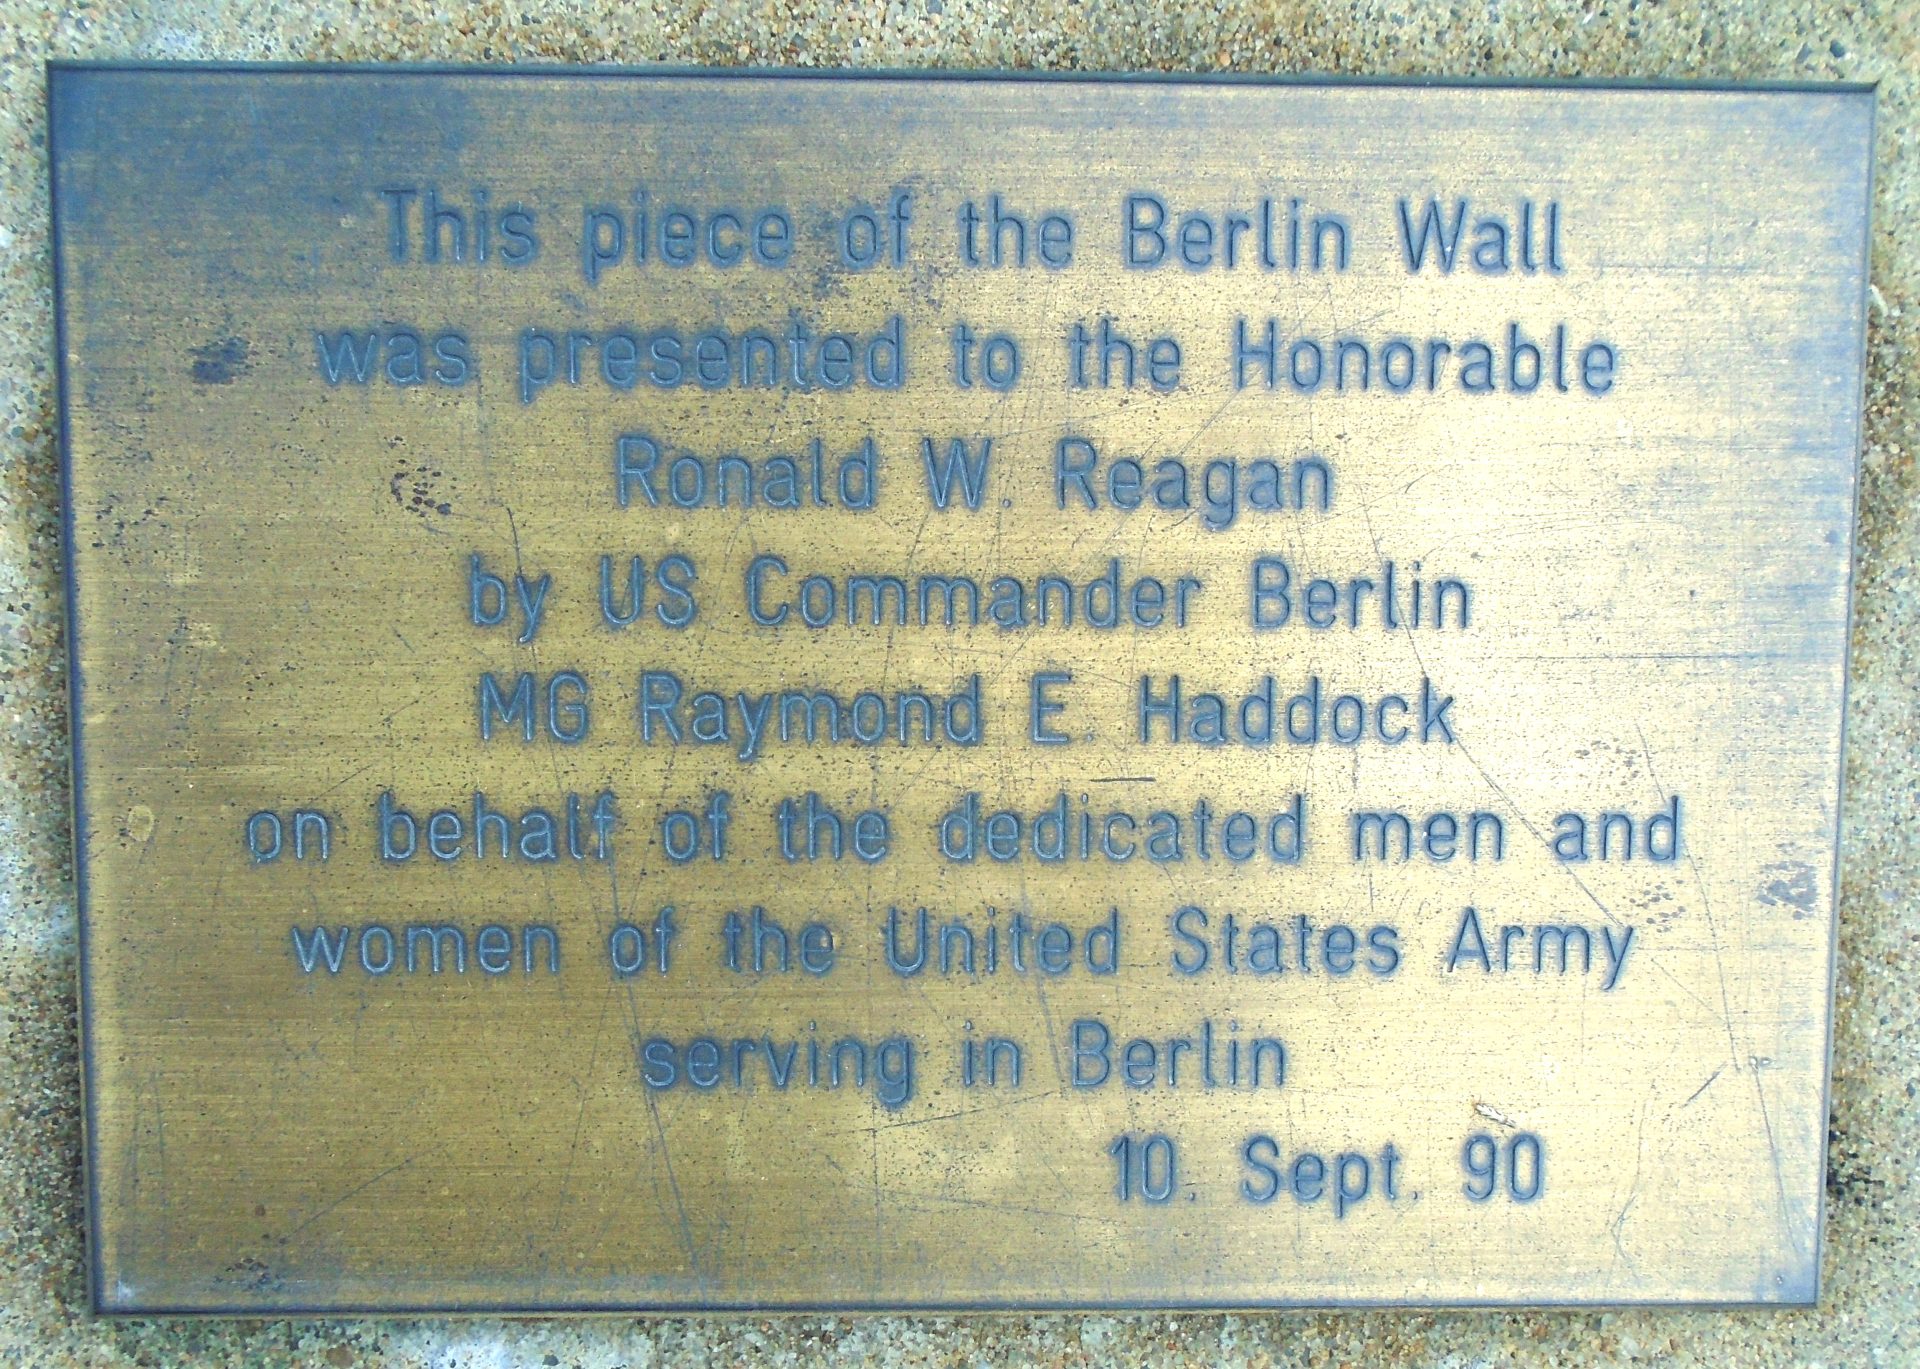 This piece of the Berlin Wall
was presented to the Honorable
Ronald W. Reagan
by US Commander Berlin
MG Raymond E. Haddock
on behalf of the dedicated men and
women of the United States Army
serving in Berlin
10. Sept. 90